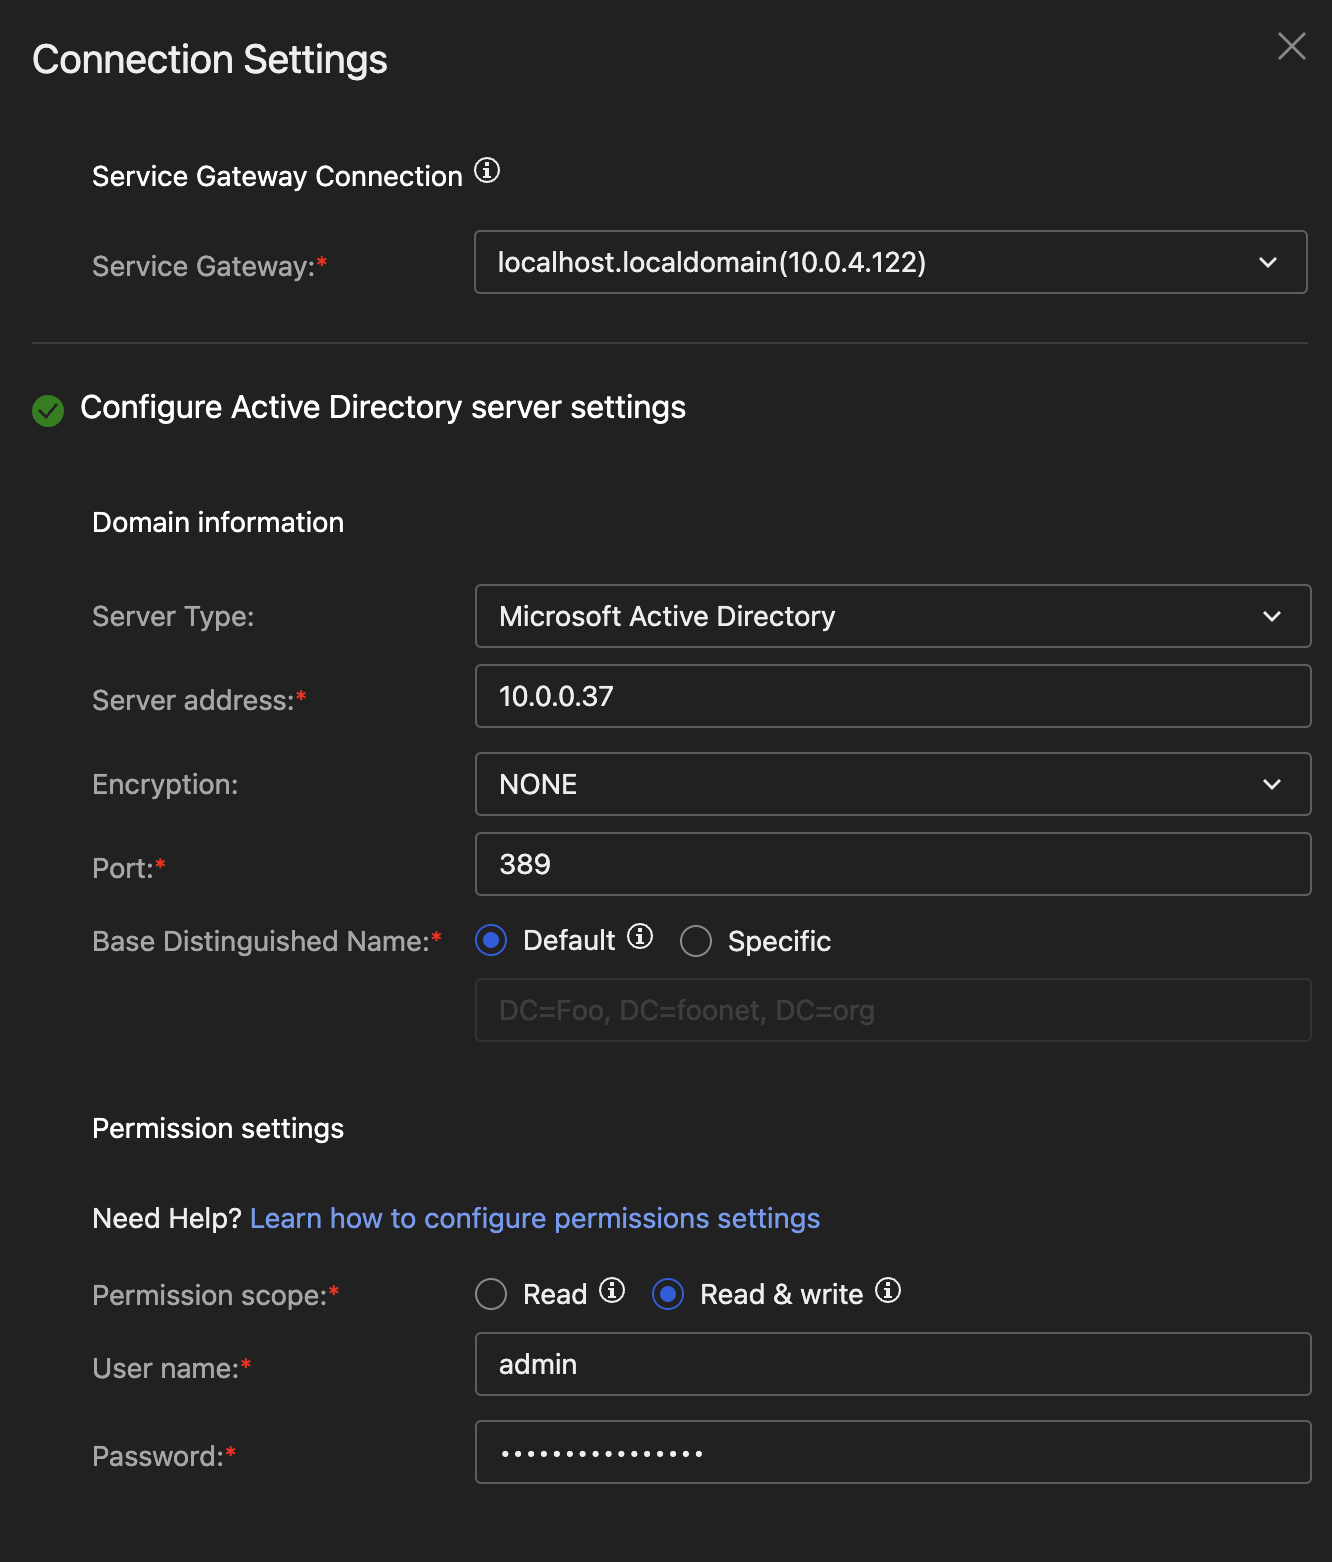 Connection Settings
Service Gateway Connection
Service Gateway:* localhost.localdomain(10.0.4.122)
Configure Active Directory server settings
Domain information
Server Type: Microsoft Active Directory
Server address:* 10.0.0.37
Encryption: NONE
Port:* 389
Base Distinguished Name:* Default Specific
DC=Foo, DC=foonet, DC=org
Permission settings
Need Help? Learn how to configure permissions settings
Permission scope:* Read Read & write
User name:* admin
Password:* ••••••••••••••••